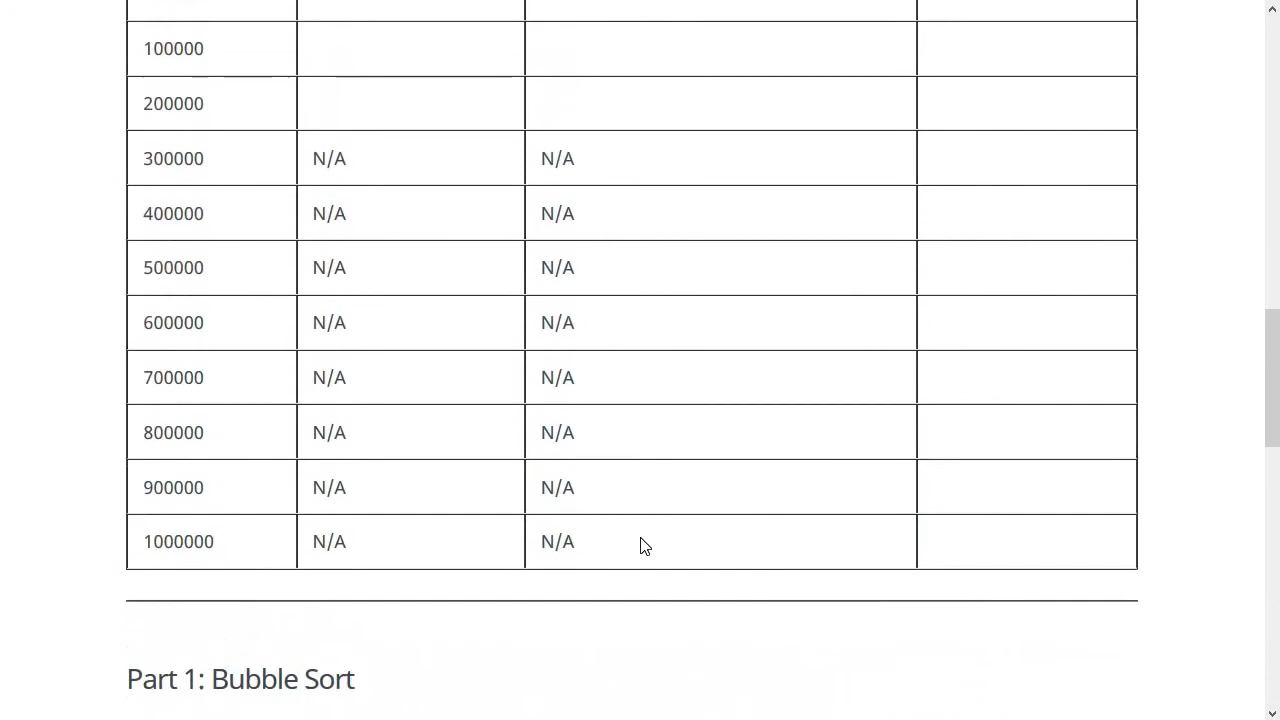 100000
200000
300000 N/A N/A
400000 N/A N/A
500000 N/A N/A
600000 N/A N/A
700000 N/A N/A
800000 N/A N/A
900000 N/A N/A
1000000 N/A N/A
Part 1: Bubble Sort